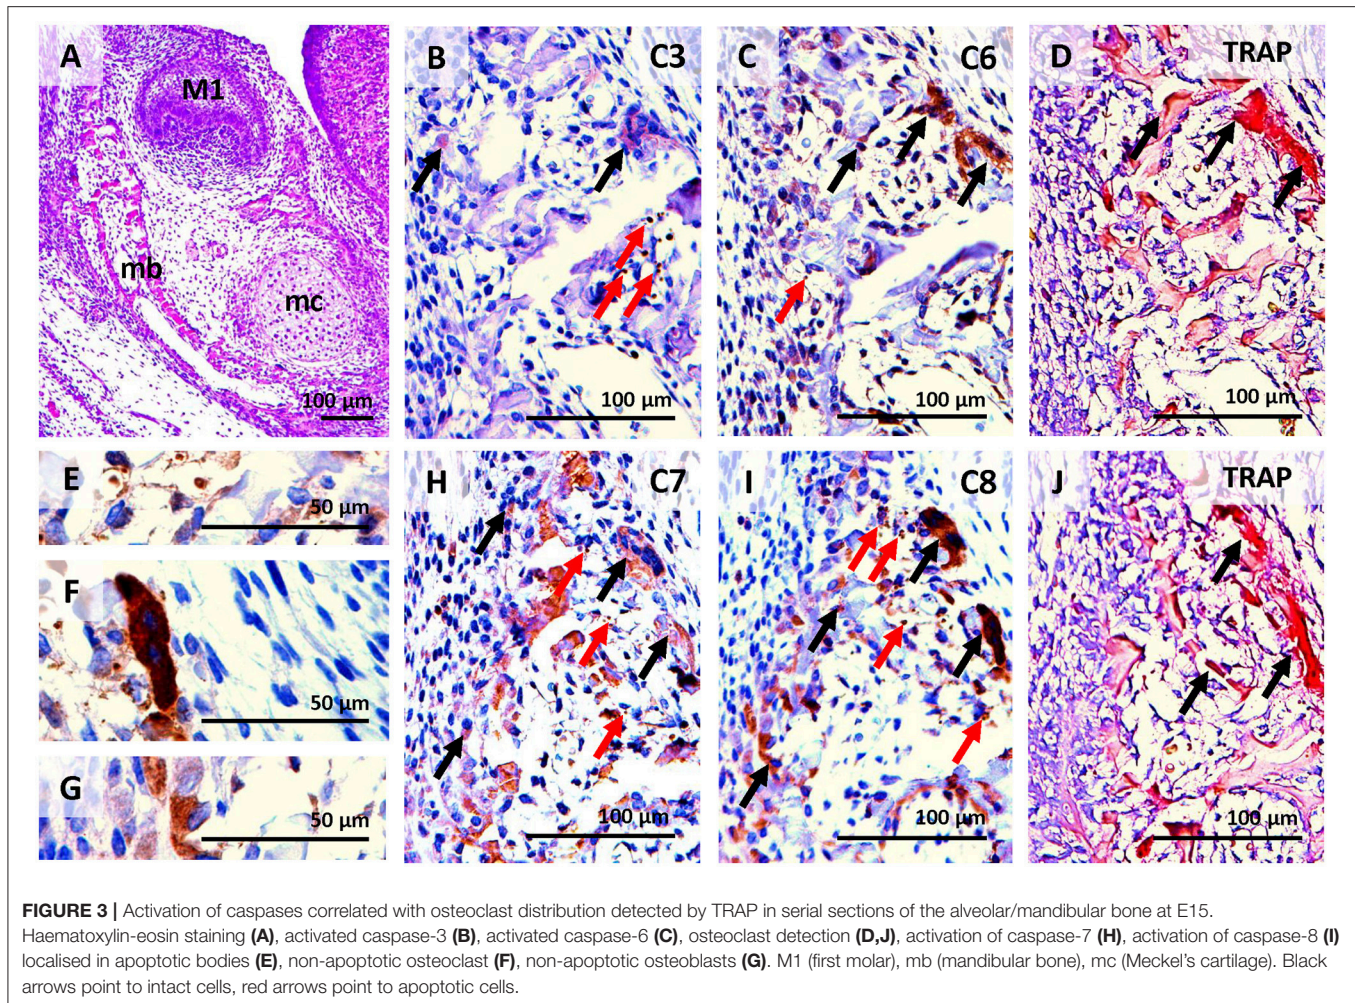 A
M1
mb
mc
100 µm
B
C3
100 µm
C
C6
100 µm
D
TRAP
100 µm
E
50 µm
F
50 µm
G
50 µm
H
C7
100 µm
I
C8
100 µm
J
TRAP
100 µm
FIGURE 3 | Activation of caspases correlated with osteoclast distribution detected by TRAP in serial sections of the alveolar/mandibular bone at E15.
Haematoxylin-eosin staining (A), activated caspase-3 (B), activated caspase-6 (C), osteoclast detection (D,J), activation of caspase-7 (H), activation of caspase-8 (I)
localised in apoptotic bodies (E), non-apoptotic osteoclast (F), non-apoptotic osteoblasts (G). M1 (first molar), mb (mandibular bone), mc (Meckel's cartilage). Black
arrows point to intact cells, red arrows point to apoptotic cells.